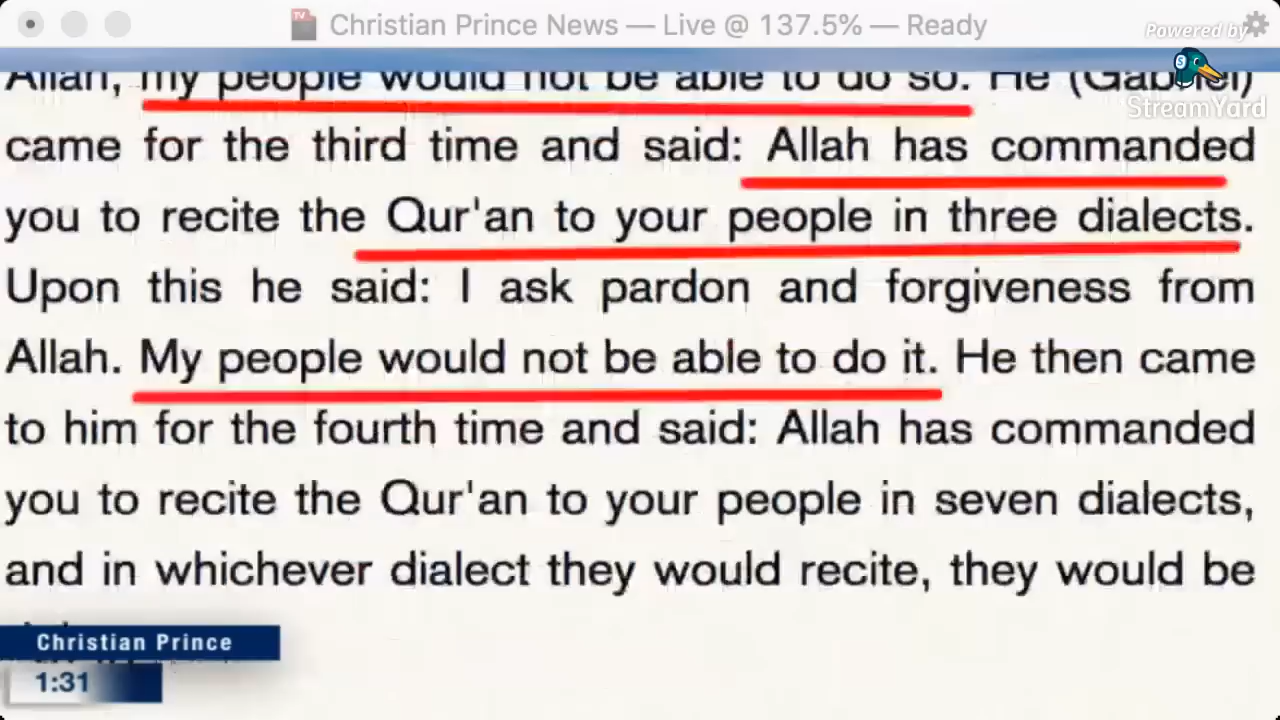 Christian Prince News — Live @ 137.5% — Ready
Powered by
StreamYard
Allah, my people would not be able to do so. He (Gabriel)
came for the third time and said: Allah has commanded
you to recite the Qur'an to your people in three dialects.
Upon this he said: I ask pardon and forgiveness from
Allah. My people would not be able to do it. He then came
to him for the fourth time and said: Allah has commanded
you to recite the Qur'an to your people in seven dialects,
and in whichever dialect they would recite, they would be
Christian Prince
1:31